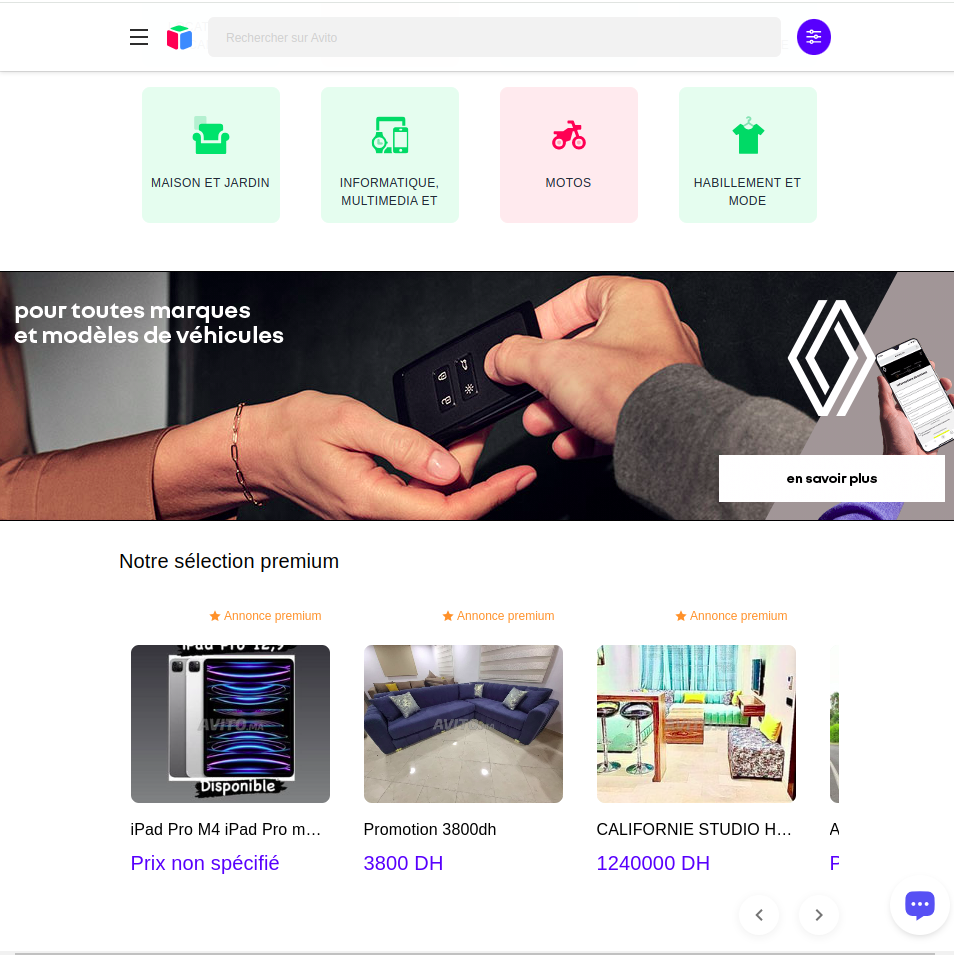 Rechercher sur Avito
MAISON ET JARDIN
INFORMATIQUE,
MULTIMEDIA ET
MOTOS
HABILLEMENT ET
MODE
pour toutes marques
et modèles de véhicules
en savoir plus
Notre sélection premium
Annonce premium
Annonce premium
Annonce premium
iPad Pro 12,9
AVITO.MA
Disponible
AVITO.MA
iPad Pro M4 iPad Pro m…
Promotion 3800dh
CALIFORNIE STUDIO H…
A
Prix non spécifié
3800 DH
1240000 DH
P